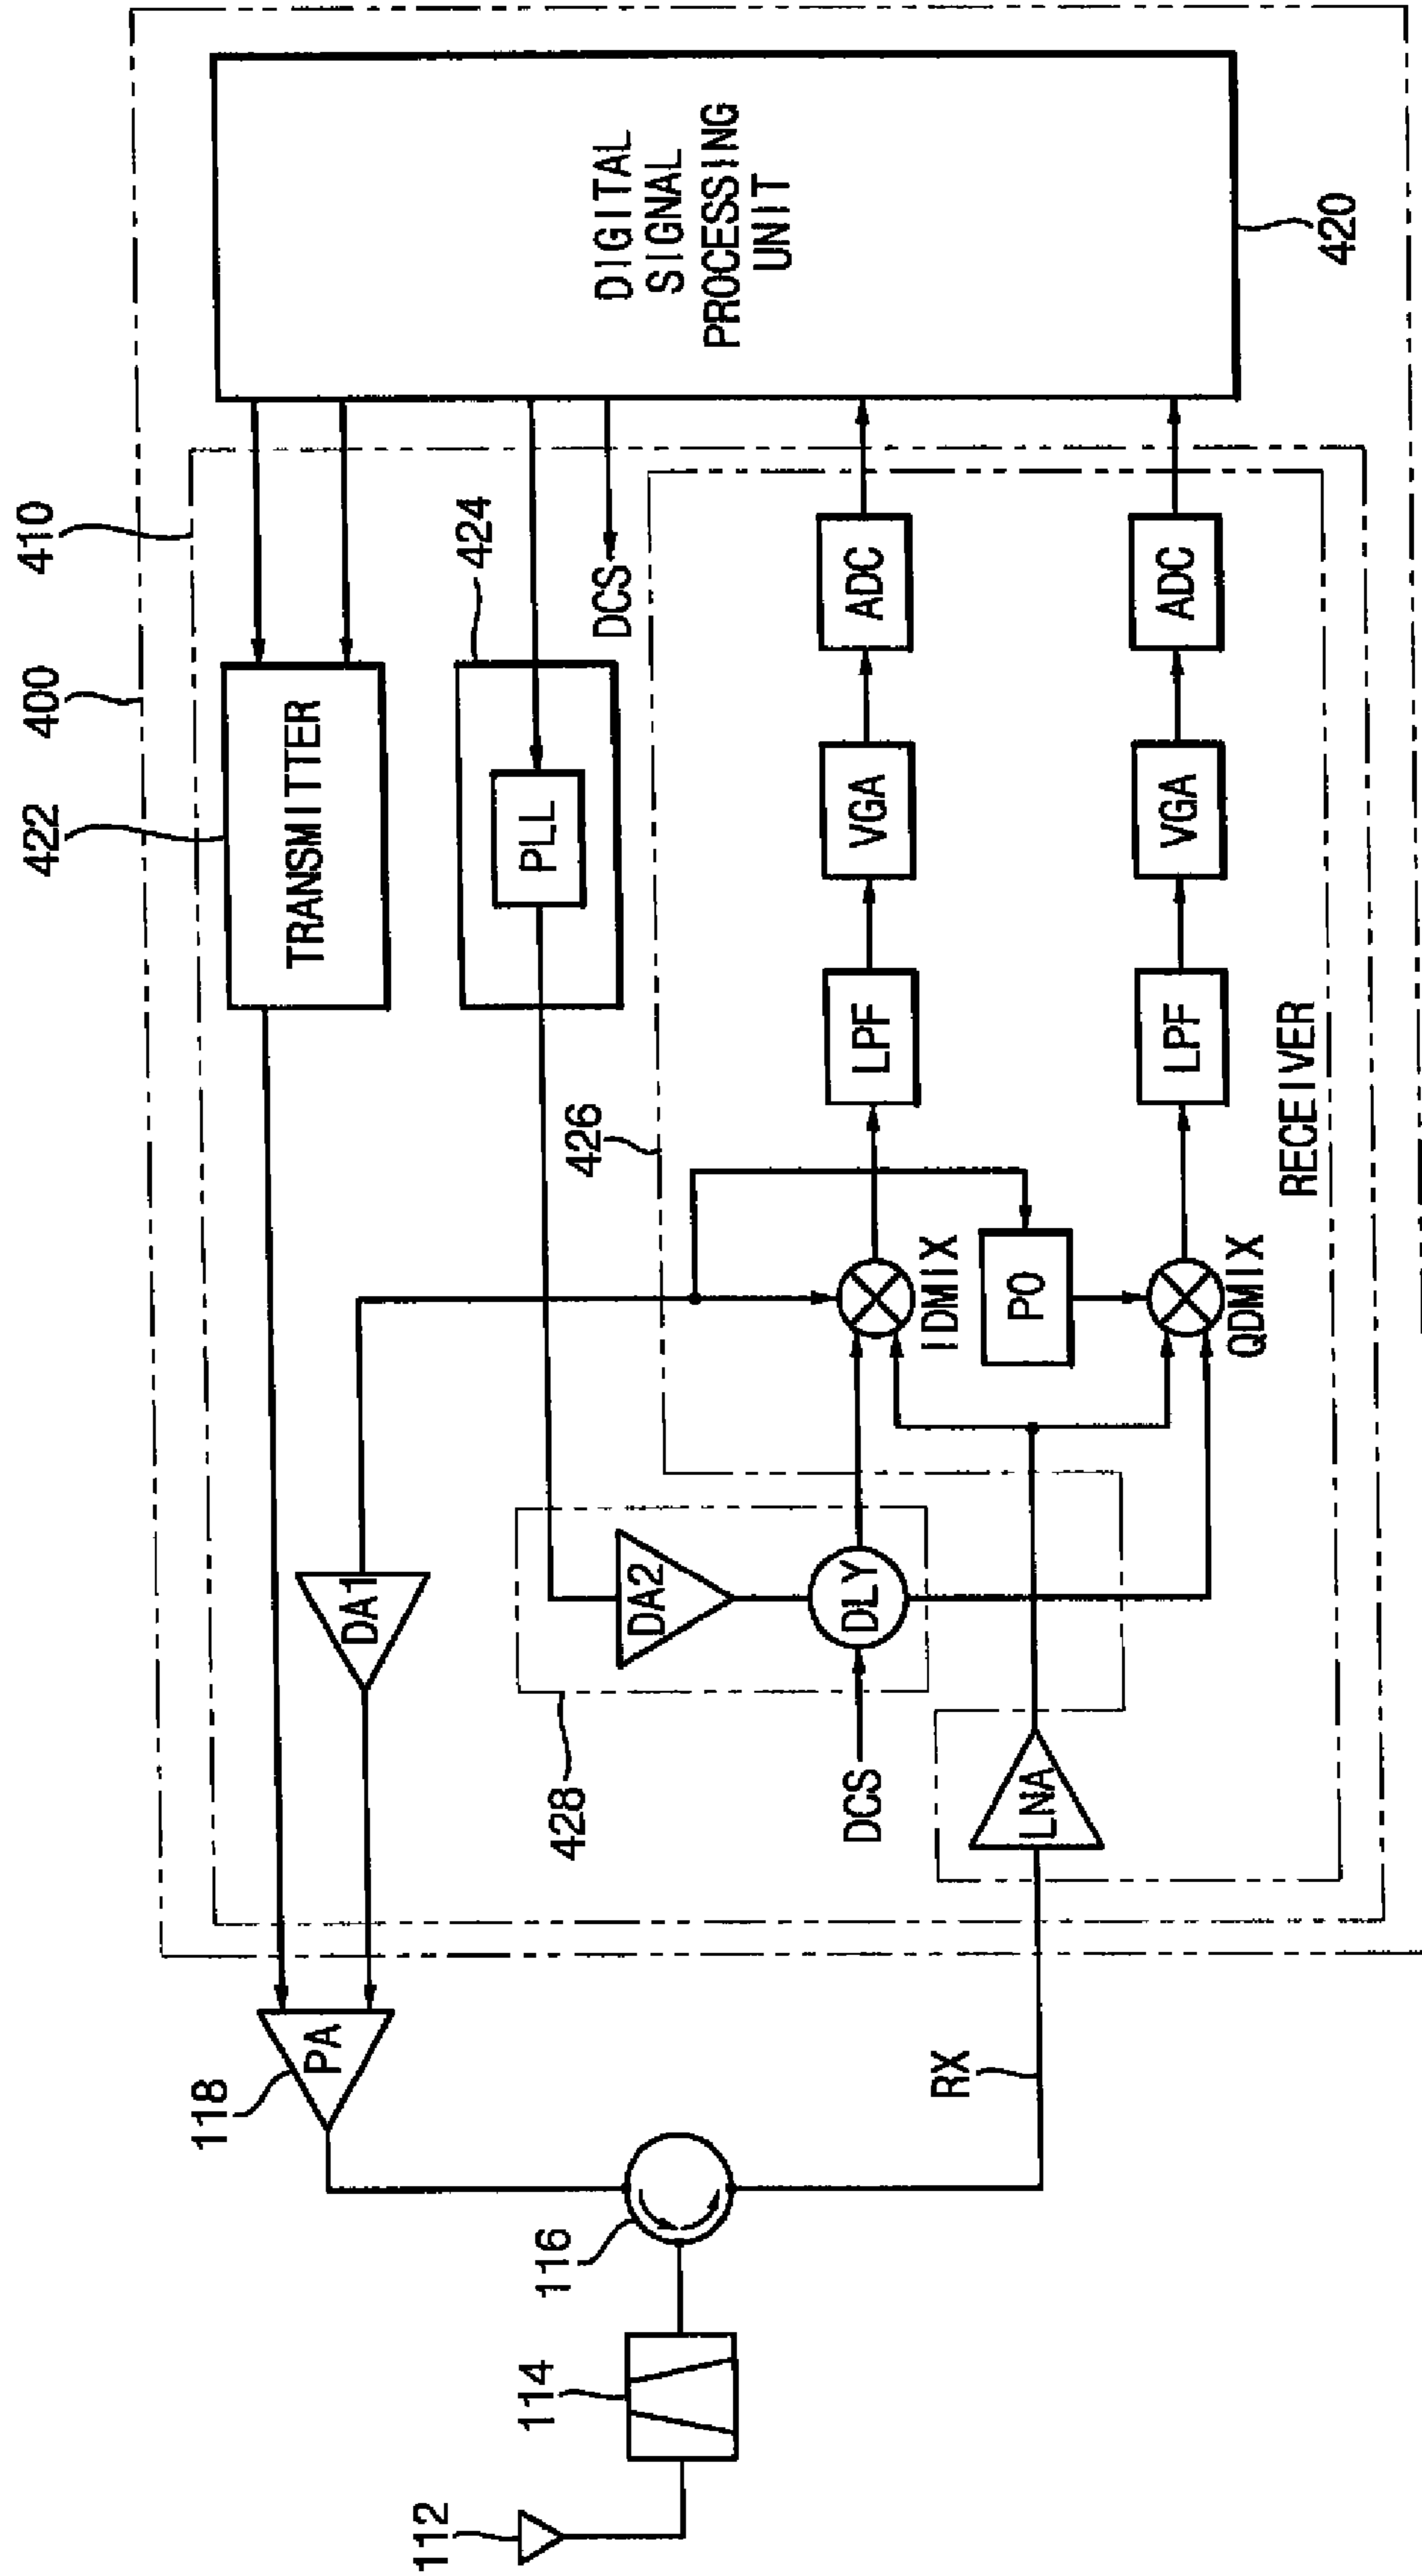 400
410
422
TRANSMITTER
424
PLL
DCS
DIGITAL
SIGNAL
PROCESSING
UNIT
420
118
PA
DA1
426
428
DA2
DLY
DCS
IDMIX
LPF
VGA
ADC
112
114
116
RX
LNA
PO
QDMIX
LPF
VGA
ADC
RECEIVER